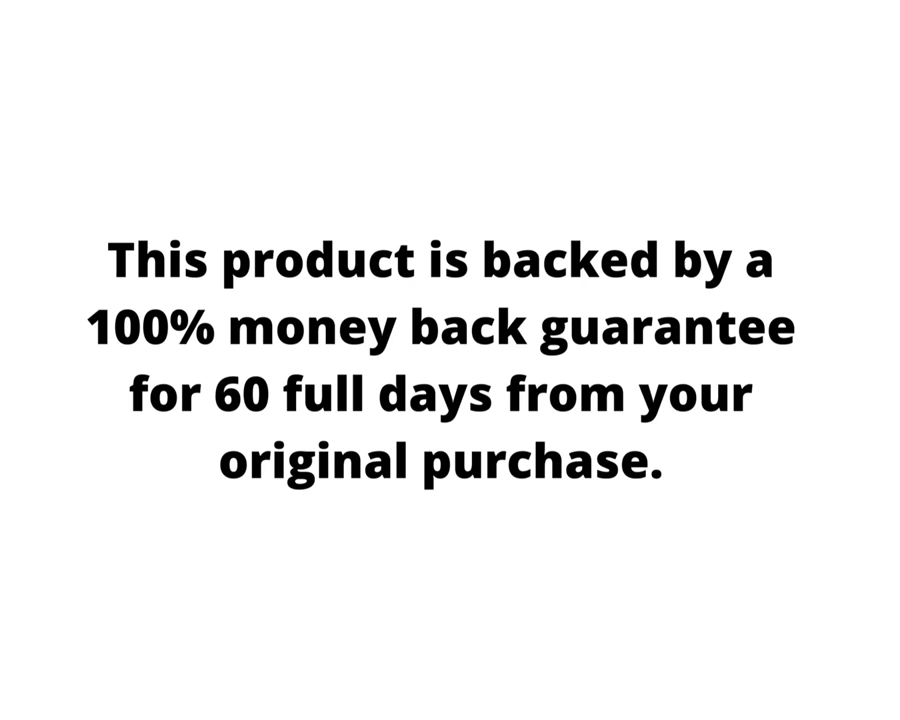 This product is backed by a
100% money back guarantee
for 60 full days from your
original purchase.